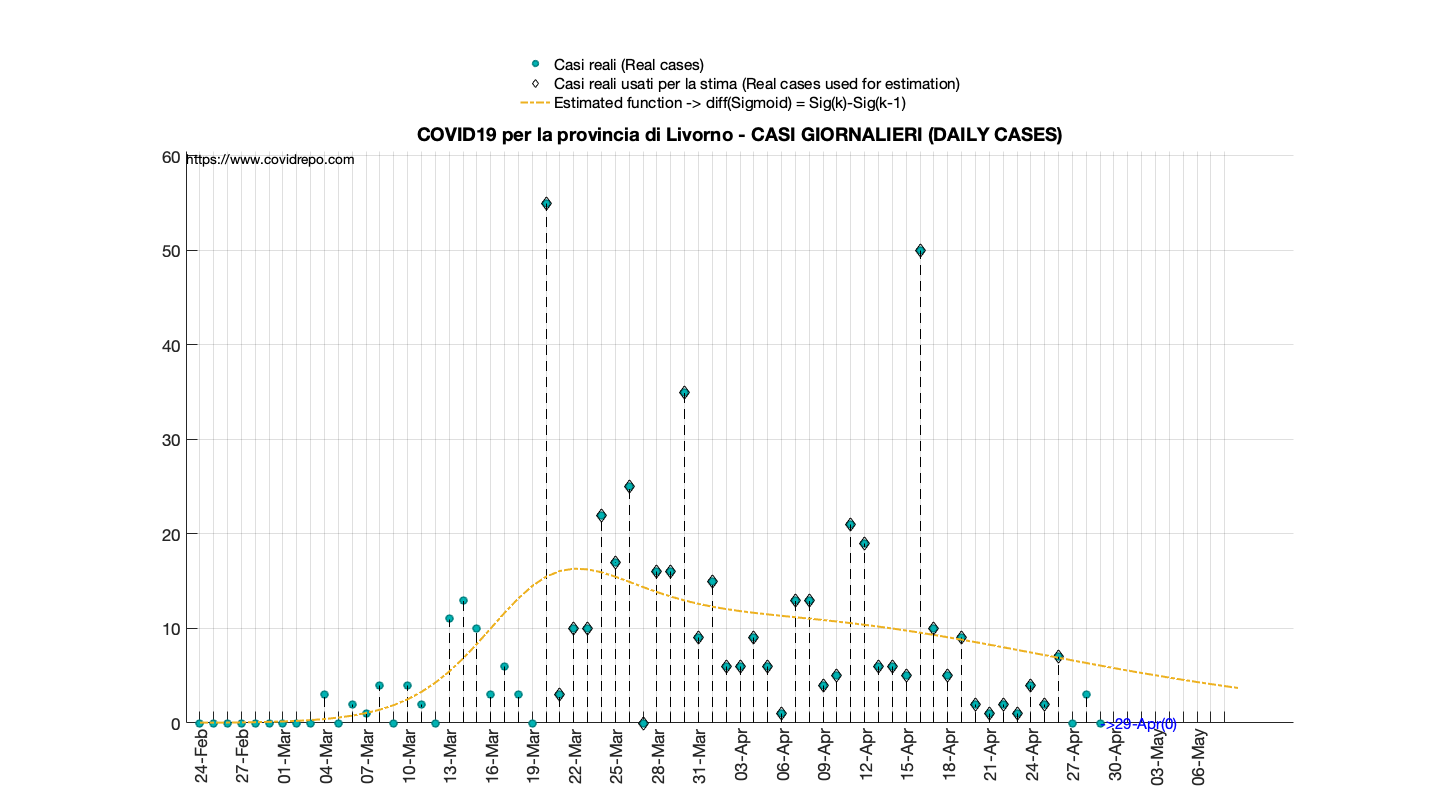 Casi reali (Real cases)
Casi reali usati per la stima (Real cases used for estimation)
Estimated function -> diff(Sigmoid) = Sig(k)-Sig(k-1)
COVID19 per la provincia di Livorno - CASI GIORNALIERI (DAILY CASES)
https://www.covidrepo.com
60
50
40
30
20
10
0
->29-Apr(0)
24-Feb
27-Feb
01-Mar
04-Mar
07-Mar
10-Mar
13-Mar
16-Mar
19-Mar
22-Mar
25-Mar
28-Mar
31-Mar
03-Apr
06-Apr
09-Apr
12-Apr
15-Apr
18-Apr
21-Apr
24-Apr
27-Apr
30-Apr
03-May
06-May